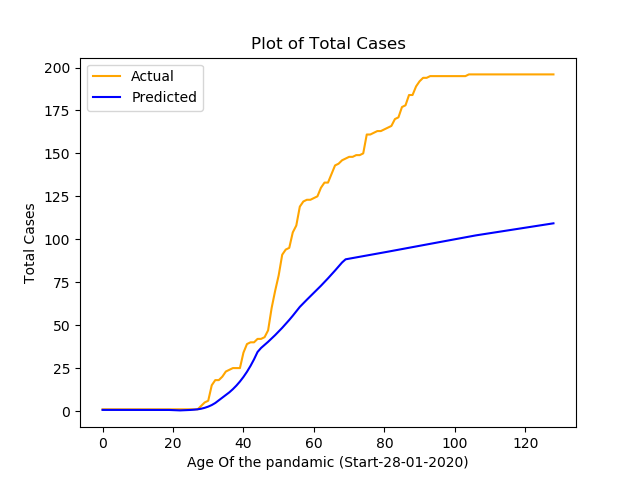 Plot of Total Cases
Actual
Predicted
200
175
150
125
100
75
50
25
0
Total Cases
0 20 40 60 80 100 120
Age Of the pandamic (Start-28-01-2020)